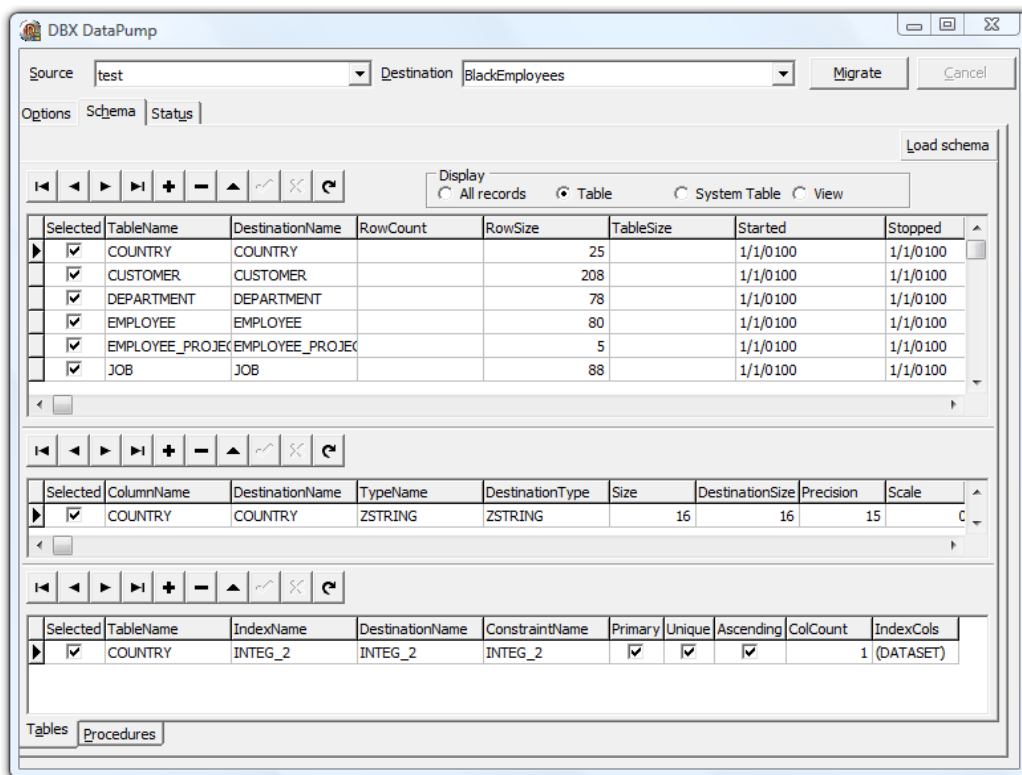 DBX DataPump
Source test Destination BlackEmployees Migrate Cancel
Options Schema Status
Load schema
Display
All records Table System Table View
Selected TableName DestinationName RowCount RowSize TableSize Started Stopped
COUNTRY COUNTRY 25 1/1/0100 1/1/0100
CUSTOMER CUSTOMER 208 1/1/0100 1/1/0100
DEPARTMENT DEPARTMENT 78 1/1/0100 1/1/0100
EMPLOYEE EMPLOYEE 80 1/1/0100 1/1/0100
EMPLOYEE_PROJEC EMPLOYEE_PROJEC 5 1/1/0100 1/1/0100
JOB JOB 88 1/1/0100 1/1/0100
Selected ColumnName DestinationName TypeName DestinationType Size DestinationSize Precision Scale
COUNTRY COUNTRY ZSTRING ZSTRING 16 16 15 0
Selected TableName IndexName DestinationName ConstraintName Primary Unique Ascending ColCount IndexCols
COUNTRY INTEG_2 INTEG_2 INTEG_2 1 (DATASET)
Tables Procedures